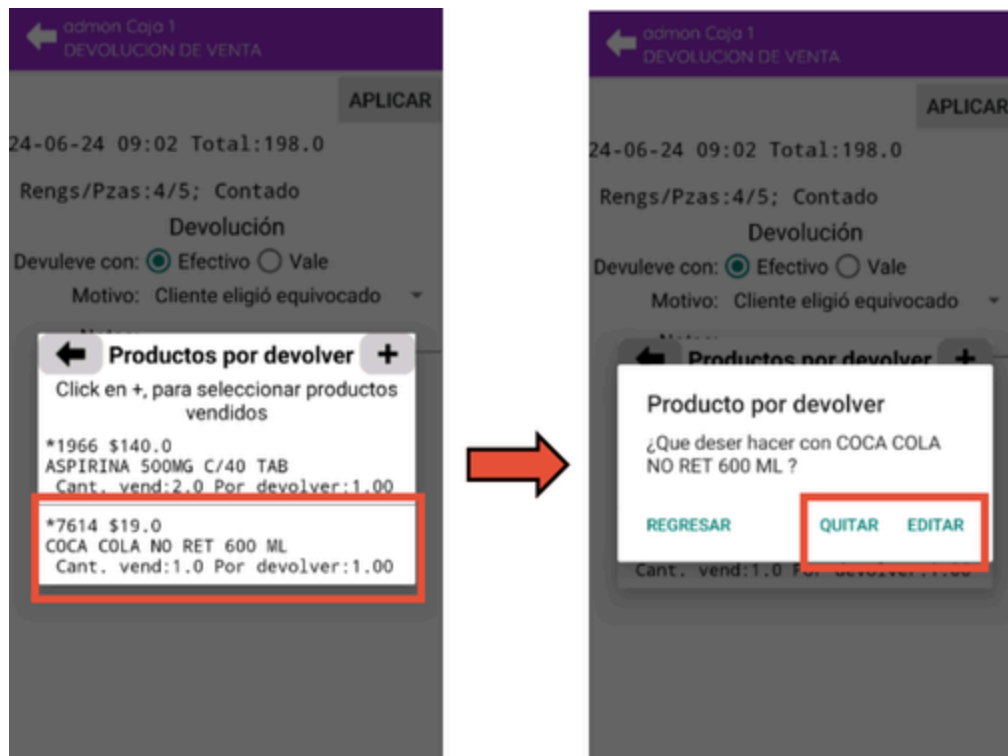 admon Caja 1
DEVOLUCION DE VENTA
APLICAR
24-06-24 09:02 Total:198.0
Rengs/Pzas:4/5; Contado
Devolución
Devuleve con: Efectivo Vale
Motivo: Cliente eligió equivocado
Productos por devolver +
Click en +, para seleccionar productos
vendidos
*1966 $140.0
ASPIRINA 500MG C/40 TAB
Cant. vend:2.0 Por devolver:1.00
*7614 $19.0
COCA COLA NO RET 600 ML
Cant. vend:1.0 Por devolver:1.00
admon Caja 1
DEVOLUCION DE VENTA
APLICAR
24-06-24 09:02 Total:198.0
Rengs/Pzas:4/5; Contado
Devolución
Devuleve con: Efectivo Vale
Motivo: Cliente eligió equivocado
Productos por devolver +
Producto por devolver
¿Que deser hacer con COCA COLA
NO RET 600 ML ?
REGRESAR QUITAR EDITAR
Cant. vend:1.0 Por devolver:1.00